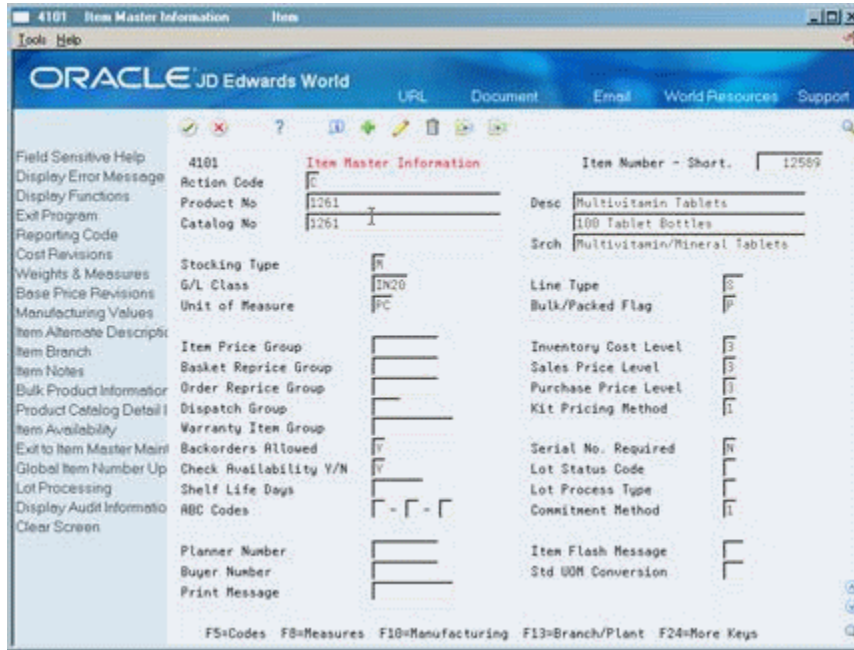 4101 Item Master Information Item
Tools Help
ORACLE JD Edwards World
URL Document Email World Resources Support
?
Field Sensitive Help
Display Error Message
Display Functions
Exit Program
Reporting Code
Cost Revisions
Weights & Measures
Base Price Revisions
Manufacturing Values
Item Alternate Descriptic
Item Branch
Item Notes
Bulk Product Information
Product Catalog Detail I
Item Availability
Exit to Item Master Maint
Global Item Number Up
Lot Processing
Display Audit Informatio
Clear Screen
4101 Item Master Information Item Number - Short. 12589
Action Code C
Product No 1261 Desc Multivitamin Tablets
Catalog No 1261 100 Tablet Bottles
Srch Multivitamin/Mineral Tablets
Stocking Type M
G/L Class IN20 Line Type S
Unit of Measure PC Bulk/Packed Flag P
Item Price Group Inventory Cost Level 3
Basket Reprice Group Sales Price Level 3
Order Reprice Group Purchase Price Level 3
Dispatch Group Kit Pricing Method 1
Warranty Item Group
Backorders Allowed Y Serial No. Required N
Check Availability Y/N Y Lot Status Code
Shelf Life Days Lot Process Type
ABC Codes - - Commitment Method 1
Planner Number Item Flash Message
Buyer Number Std UOM Conversion
Print Message
F5=Codes F8=Measures F10=Manufacturing F13=Branch/Plant F24=More Keys